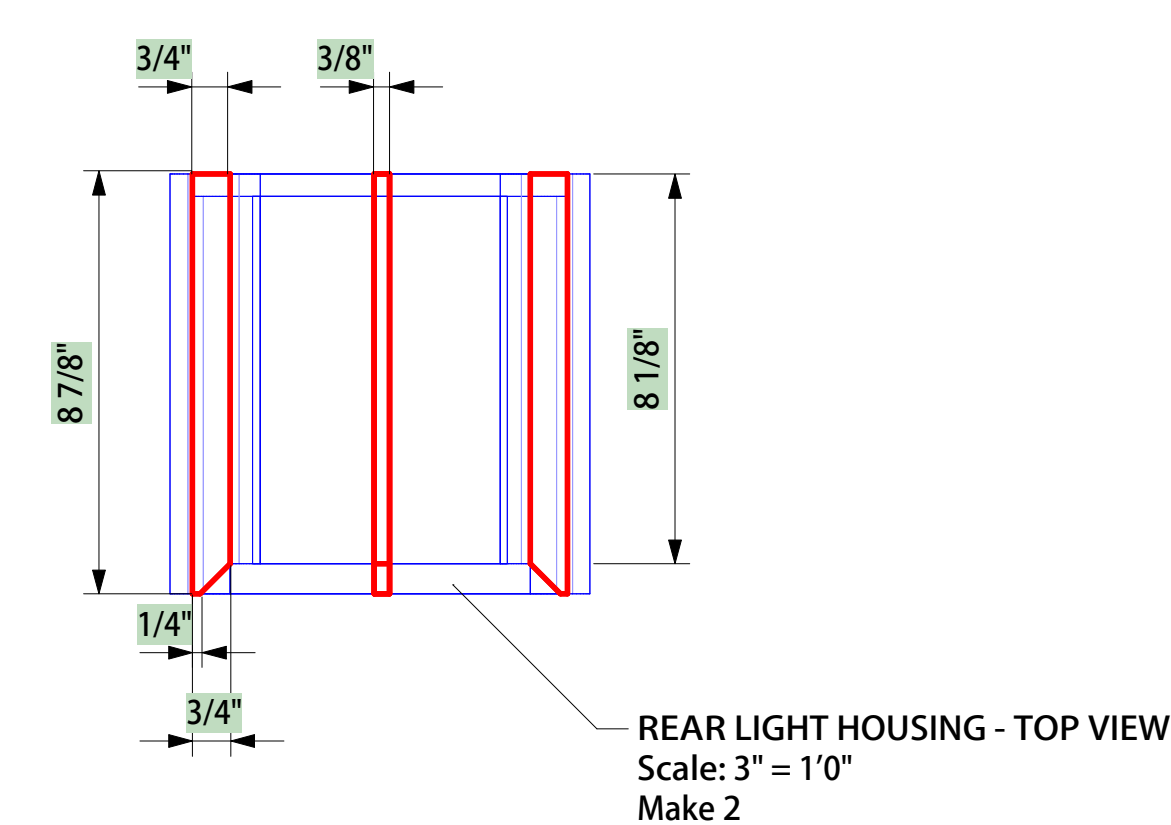 3/4"
3/8"
8 7/8"
8 1/8"
1/4"
3/4"
REAR LIGHT HOUSING - TOP VIEW
Scale: 3" = 1’0"
Make 2